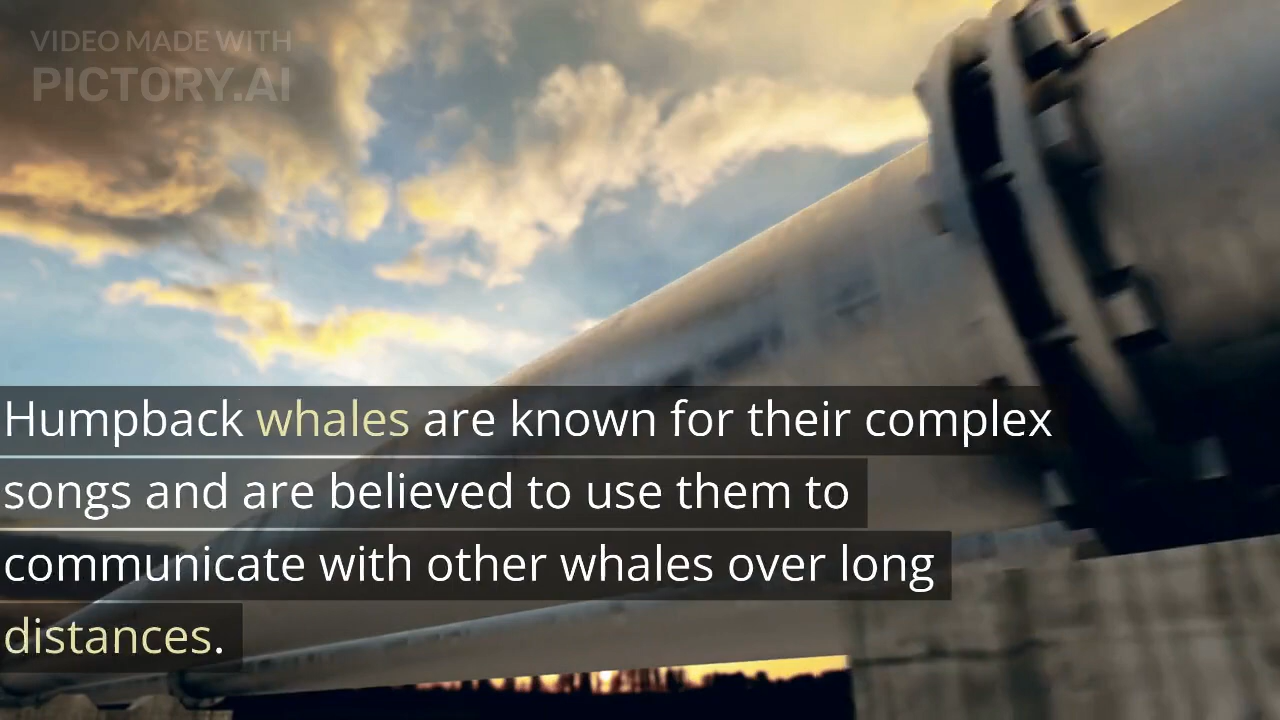 VIDEO MADE WITH
PICTORY.AI
Humpback whales are known for their complex
songs and are believed to use them to
communicate with other whales over long
distances.